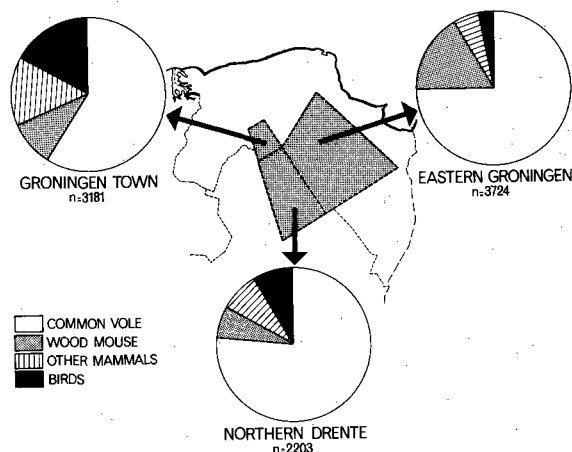 GRONINGEN TOWN
n=3181
EASTERN GRONINGEN
n=3724
COMMON VOLE
WOOD MOUSE
OTHER MAMMALS
BIRDS
NORTHERN DRENTE
n=2203